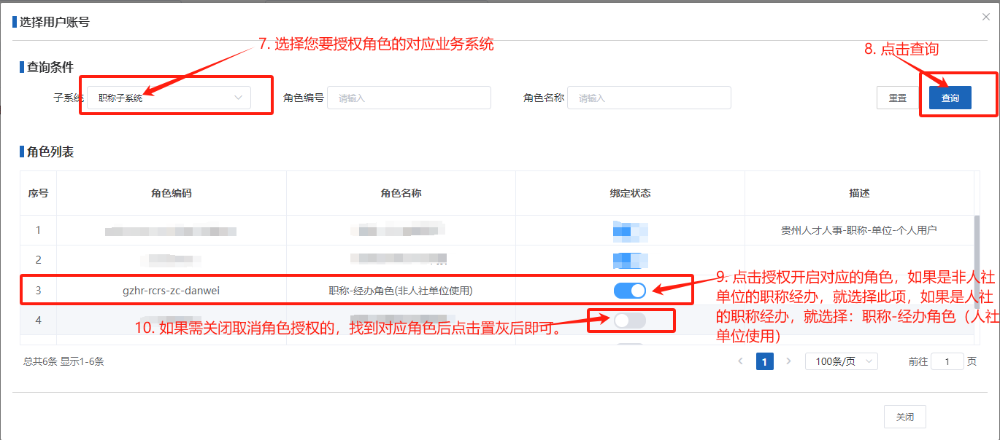 选择用户账号
7. 选择您要授权角色的对应业务系统
8. 点击查询
查询条件
子系统 职称子系统 角色编号 请输入 角色名称 请输入 重置 查询
角色列表
序号 角色编码 角色名称 绑定状态 描述
1 贵州人才人事-职称-单位-个人用户
2
3 gzhr-rcrs-zc-danwei 职称-经办角色(非人社单位使用)
9. 点击授权开启对应的角色，如果是非人社
单位的职称经办，就选择此项，如果是人社
的职称经办，就选择：职称-经办角色（人社
单位使用）
4
10. 如果需关闭取消角色授权的，找到对应角色后点击置灰后即可。
总共6条 显示1-6条 1 100条/页 前往 1 页
关闭